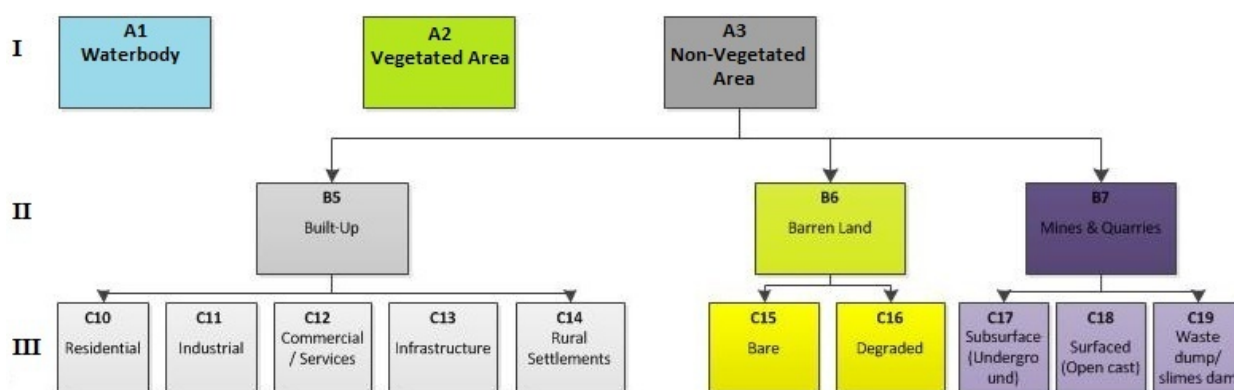 I
A1
Waterbody
A2
Vegetated Area
A3
Non-Vegetated
Area
II
B5
Built-Up
B6
Barren Land
B7
Mines & Quarries
III
C10
Residential
C11
Industrial
C12
Commercial
/ Services
C13
Infrastructure
C14
Rural
Settlements
C15
Bare
C16
Degraded
C17
Subsurface
(Undergro
und)
C18
Surfaced
(Open cast)
C19
Waste
dump/
slimes dam